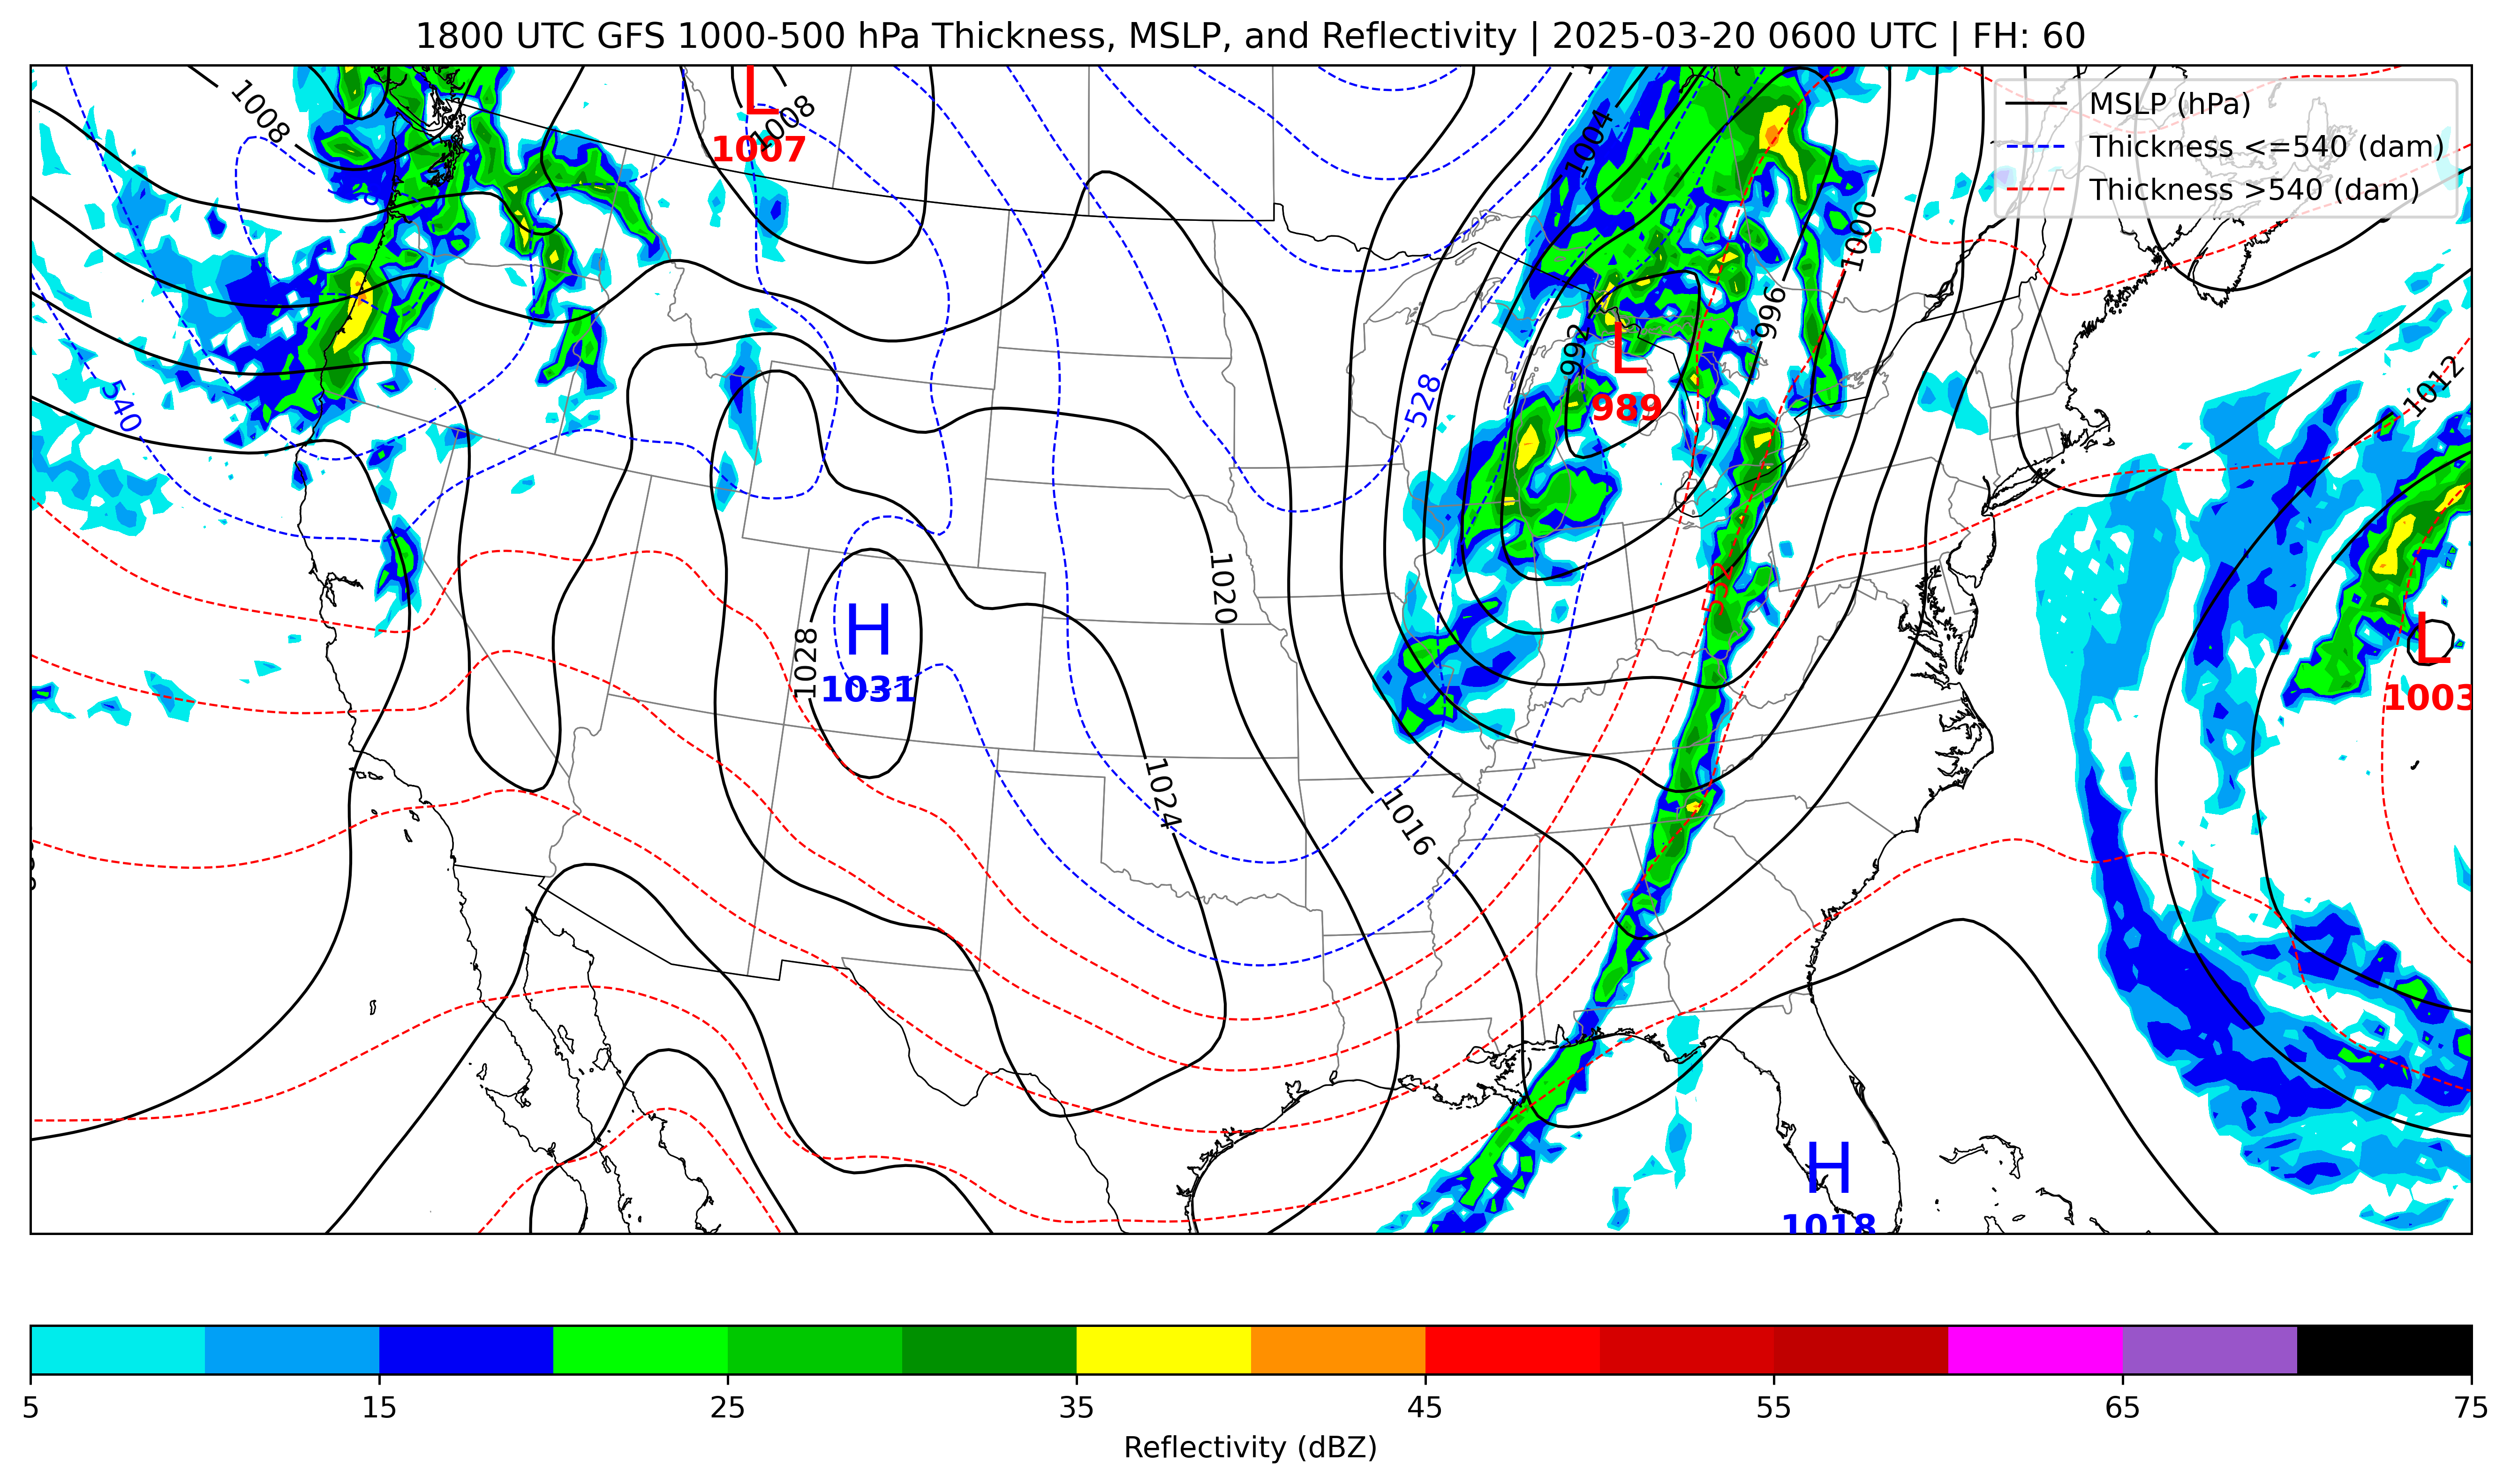 1800 UTC GFS 1000-500 hPa Thickness, MSLP, and Reflectivity | 2025-03-20 0600 UTC | FH: 60
MSLP (hPa)
Thickness <=540 (dam)
Thickness >540 (dam)
1008
L
1007
1008
1004
1000
996
992
L
989
528
540
1012
552
1020
H
1031
1028
L
1003
1024
1016
H
1018
5 15 25 35 45 55 65 75
Reflectivity (dBZ)